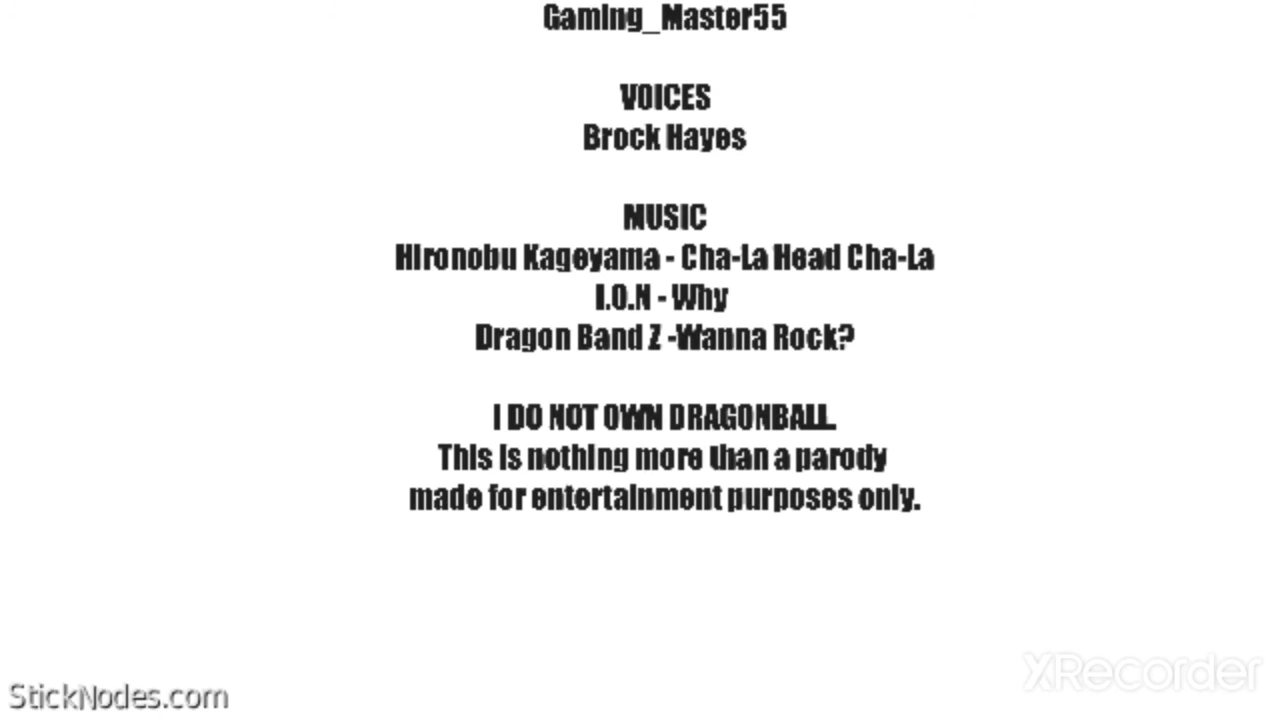 Gaming_Master55
VOICES
Brock Hayes
MUSIC
Hironobu Kageyama - Cha-La Head Cha-La
I.O.N - Why
Dragon Band Z -Wanna Rock?
I DO NOT OWN DRAGONBALL.
This is nothing more than a parody
made for entertainment purposes only.
XRecorder
StickNodes.com